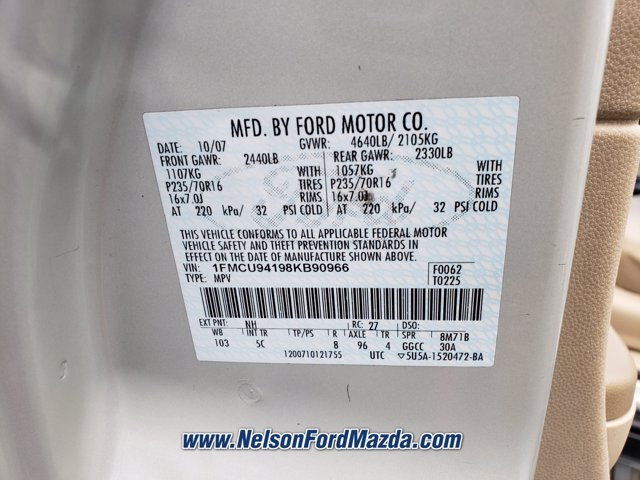 MFD. BY FORD MOTOR CO.
DATE: 10/07 GVWR: 4640LB/ 2105KG
FRONT GAWR: 2440LB REAR GAWR: 2330LB
1107KG WITH 1057KG WITH
P235/70R16 TIRES P235/70R16 TIRES
16x7.0J RIMS 16x7.0J RIMS
AT 220 kPa/ 32 PSI COLD AT 220 kPa/ 32 PSI COLD
THIS VEHICLE CONFORMS TO ALL APPLICABLE FEDERAL MOTOR
VEHICLE SAFETY AND THEFT PREVENTION STANDARDS IN
EFFECT ON THE DATE OF MANUFACTURE SHOWN ABOVE.
VIN: 1FMCU94198KB90966 F0062
TYPE: MPV T0225
EXT PNT: NH RC: 27 DSO:
WB INT TR TP/PS R AXLE TR SPR 8M71B
103 5C 8 96 4 GGCC 30A
1200710121755 UTC 5U5A-1520472-BA
www.NelsonFordMazda.com